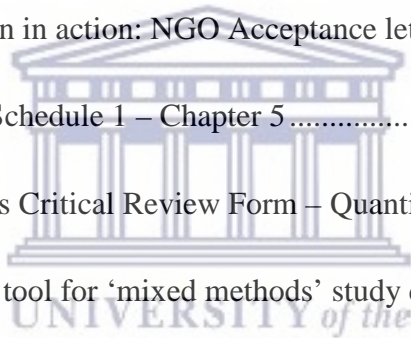 n in action: NGO Acceptance let
Schedule 1 – Chapter 5 ................
s Critical Review Form – Quanti
tool for ‘mixed methods’ study
UNIVERSITY of the